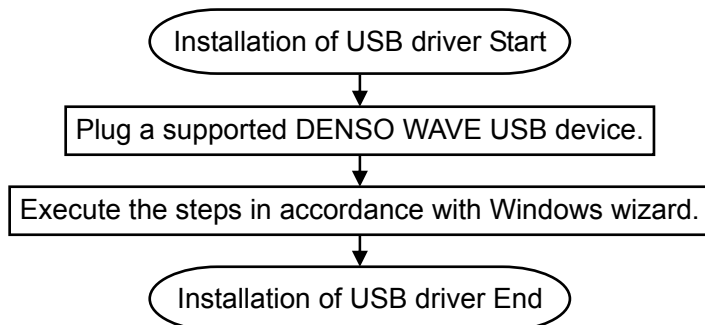 Installation of USB driver Start
Plug a supported DENSO WAVE USB device.
Execute the steps in accordance with Windows wizard.
Installation of USB driver End